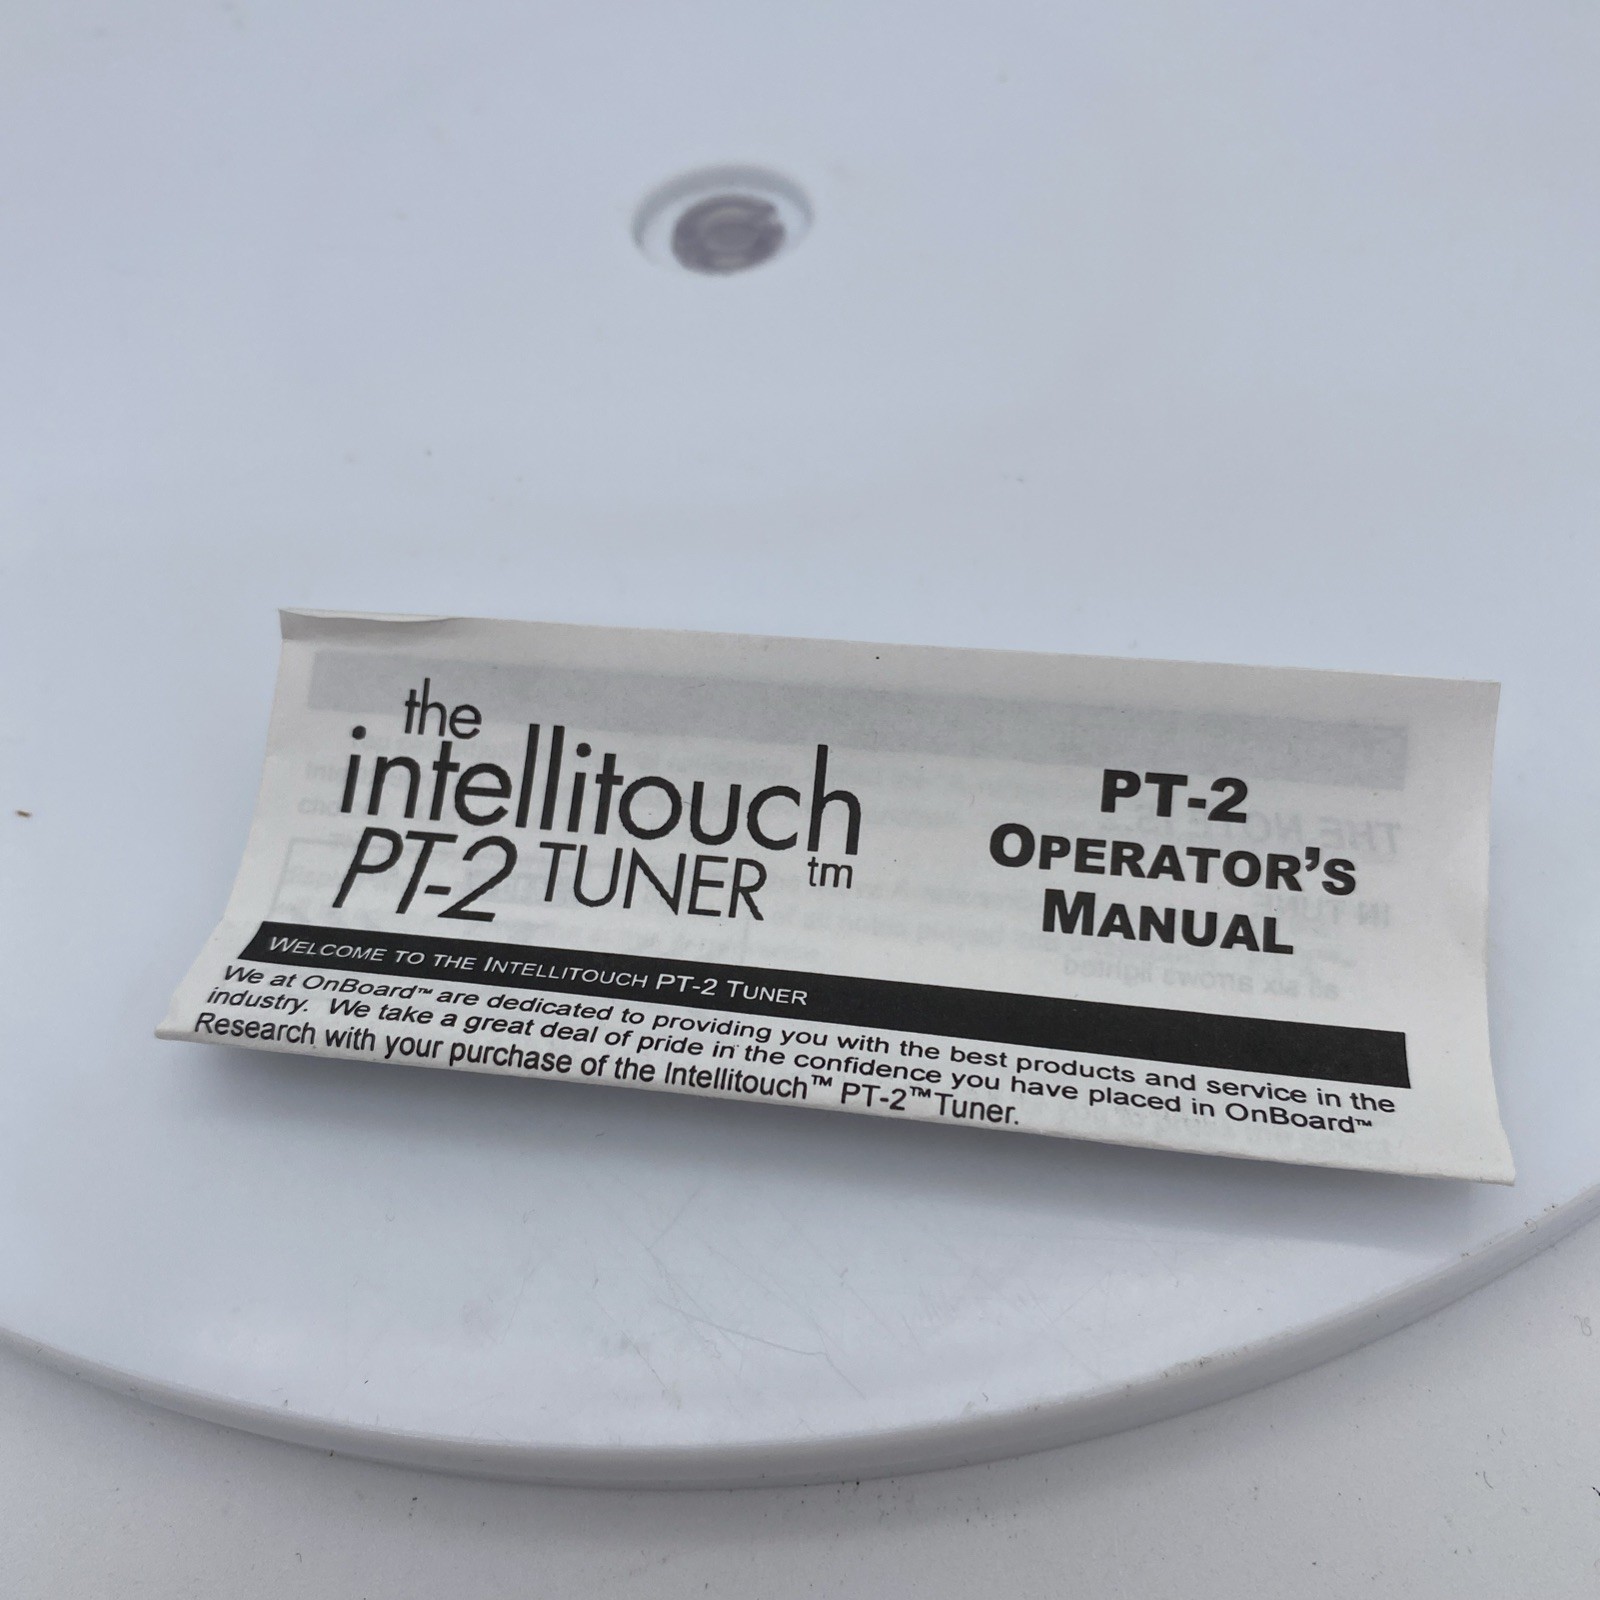 the
intellitouch
PT-2 TUNER tm
PT-2
OPERATOR'S
MANUAL
WELCOME TO THE INTELLITOUCH PT-2 TUNER
We at OnBoard™ are dedicated to providing you with the best products and service in the
industry. We take a great deal of pride in the confidence you have placed in OnBoard™
Research with your purchase of the Intellitouch™ PT-2™ Tuner.